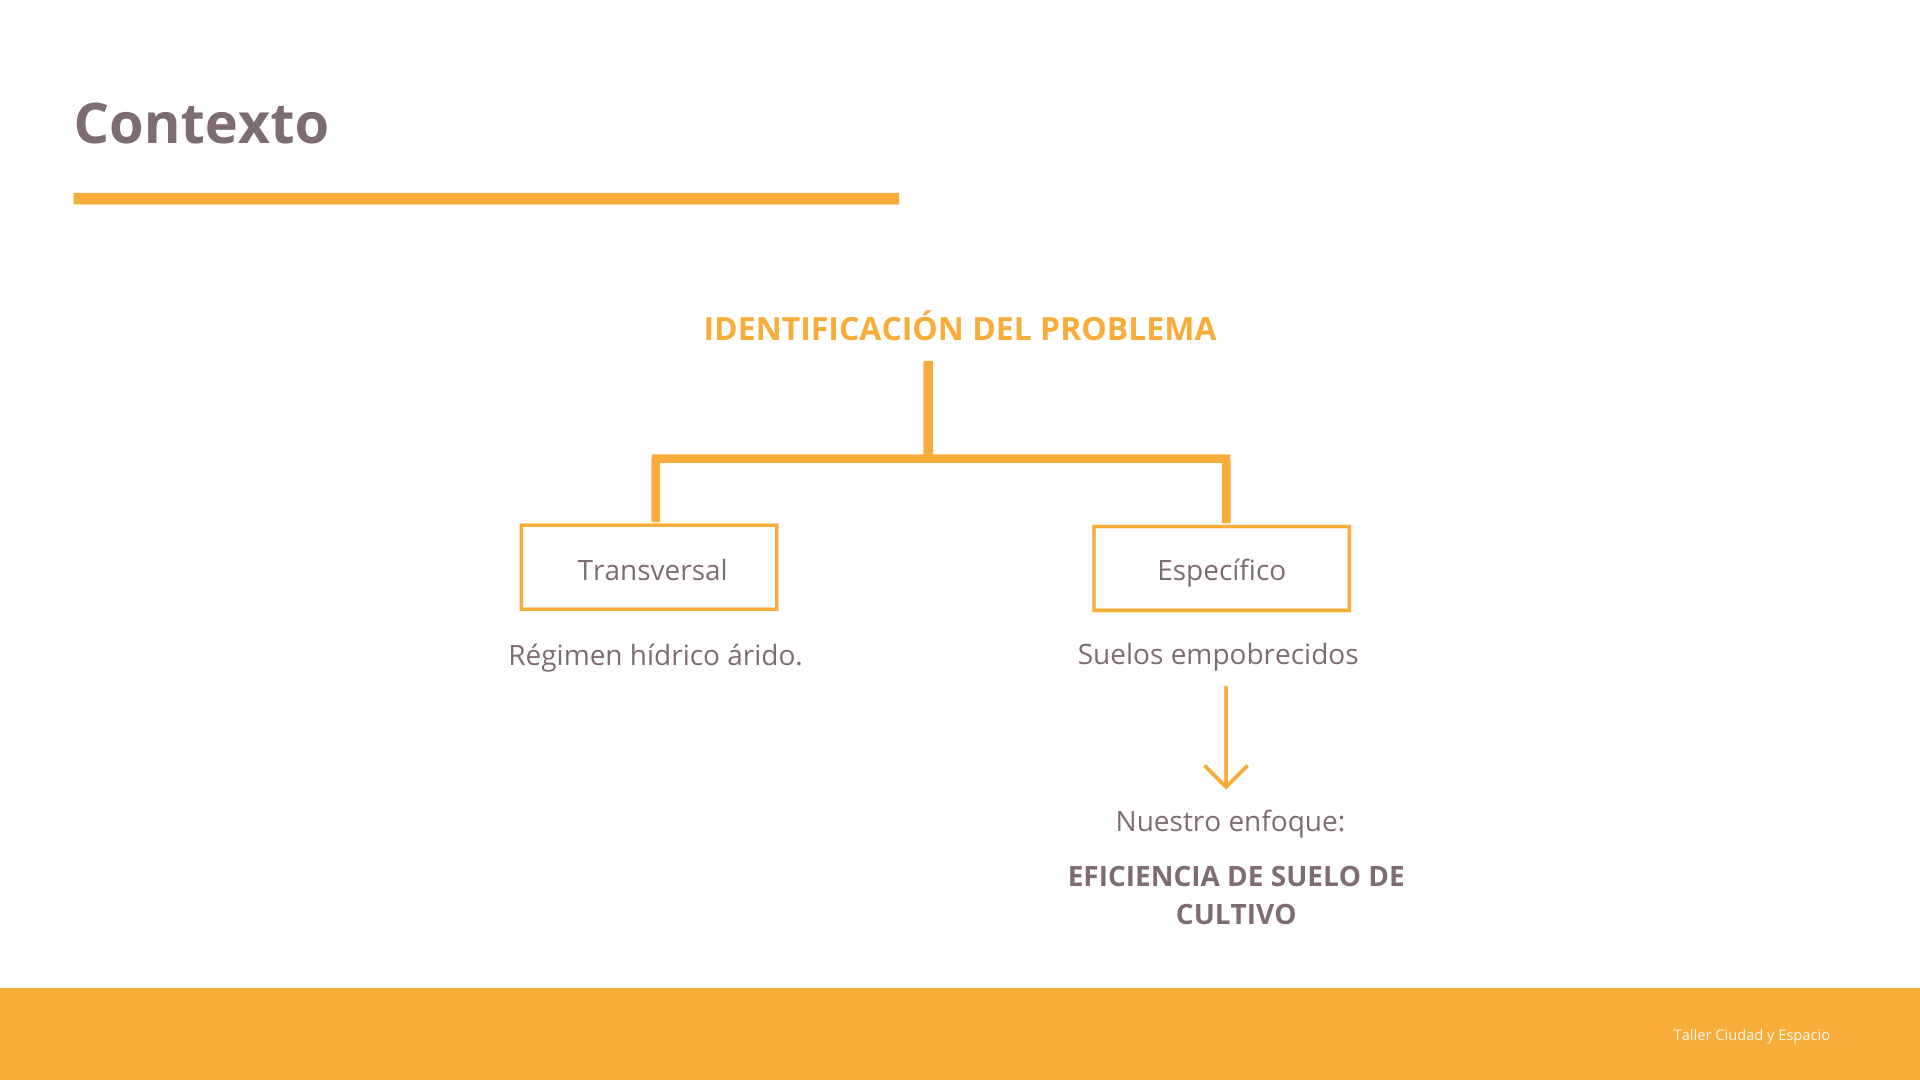 Contexto
IDENTIFICACIÓN DEL PROBLEMA
Transversal
Régimen hídrico árido.
Específico
Suelos empobrecidos
Nuestro enfoque:
EFICIENCIA DE SUELO DE
CULTIVO
Taller Ciudad y Espacio